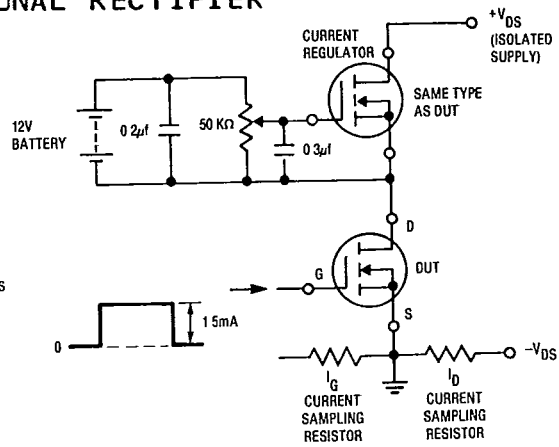 ONAL RECTIFIER
+VDS
(ISOLATED
SUPPLY)
CURRENT
REGULATOR
SAME TYPE
AS DUT
12V
BATTERY
0 2µf
50 KΩ
0 3µf
D
DUT
G
S
S
0
1 5mA
IG
CURRENT
SAMPLING
RESISTOR
ID
CURRENT
SAMPLING
RESISTOR
-VDS